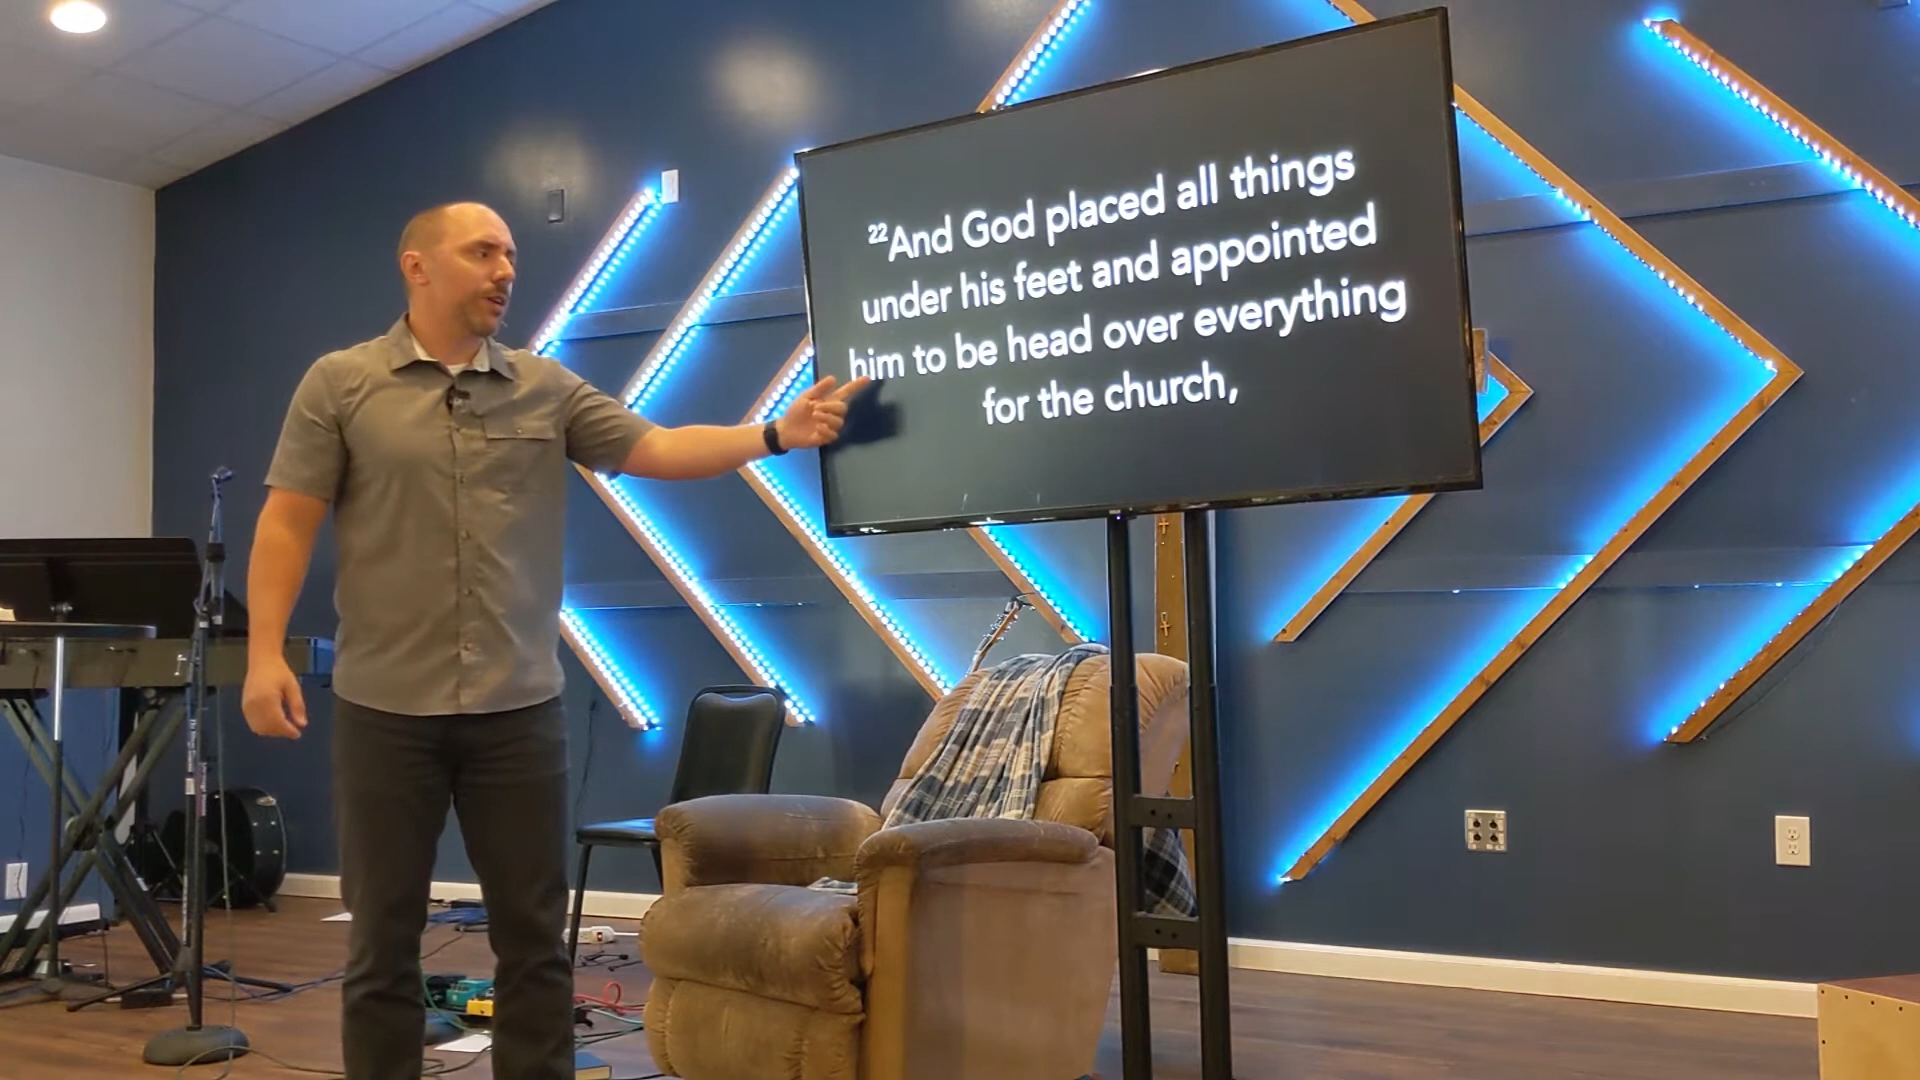 ²²And God placed all things
under his feet and appointed
him to be head over everything
for the church,